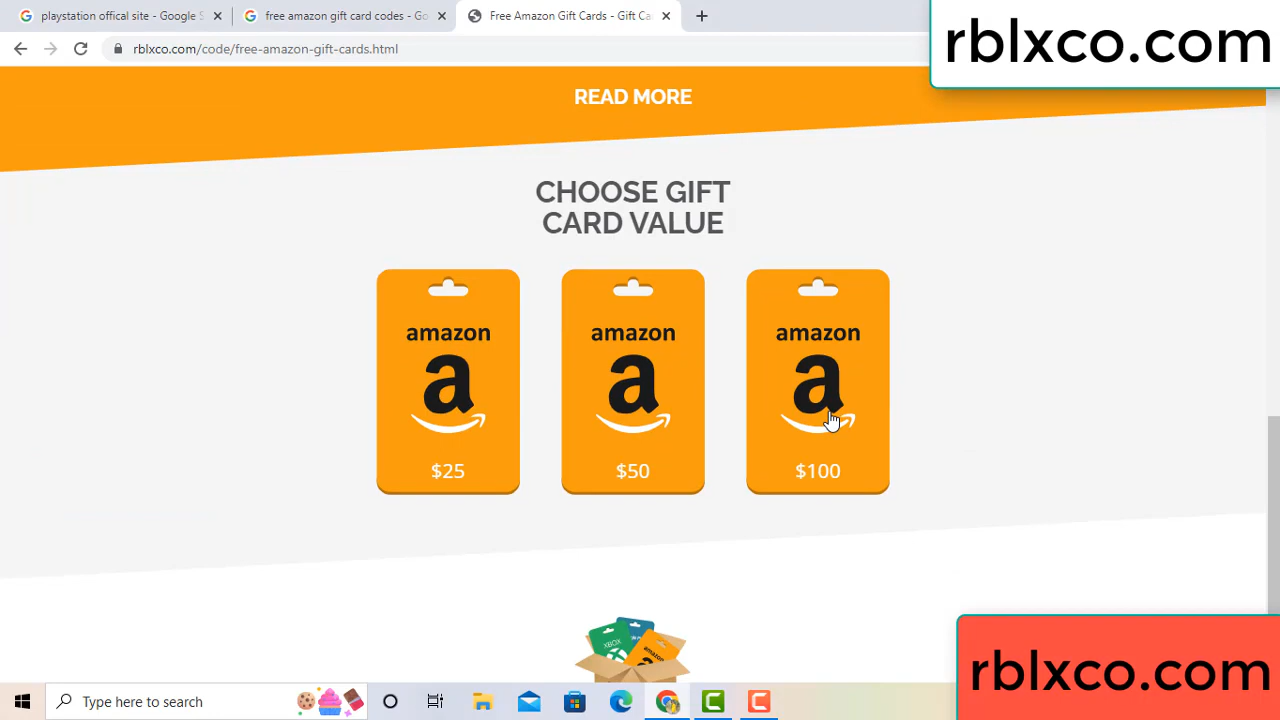 playstation offical site - Google S
free amazon gift card codes - Go
Free Amazon Gift Cards - Gift Ca
rblxco.com/code/free-amazon-gift-cards.html
rblxco.com
READ MORE
CHOOSE GIFT
CARD VALUE
amazon amazon amazon
a a a
$25 $50 $100
XBOX
amazon
rblxco.com
Type here to search